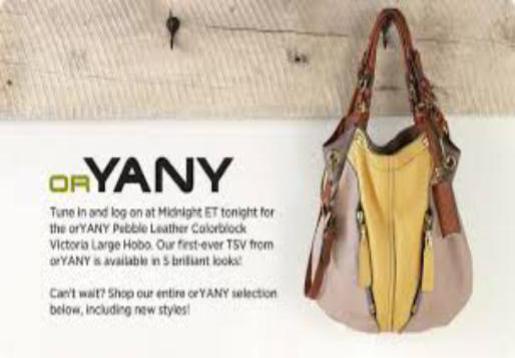 orYANY
Tune in and log on at Midnight ET tonight for
the orYANY Pebble Leather Colorblock
Victoria Large Hobo. Our first-ever TSV from
orYANY is available in 5 brilliant looks!
Can't wait? Shop our entire orYANY selection
below, including new styles!